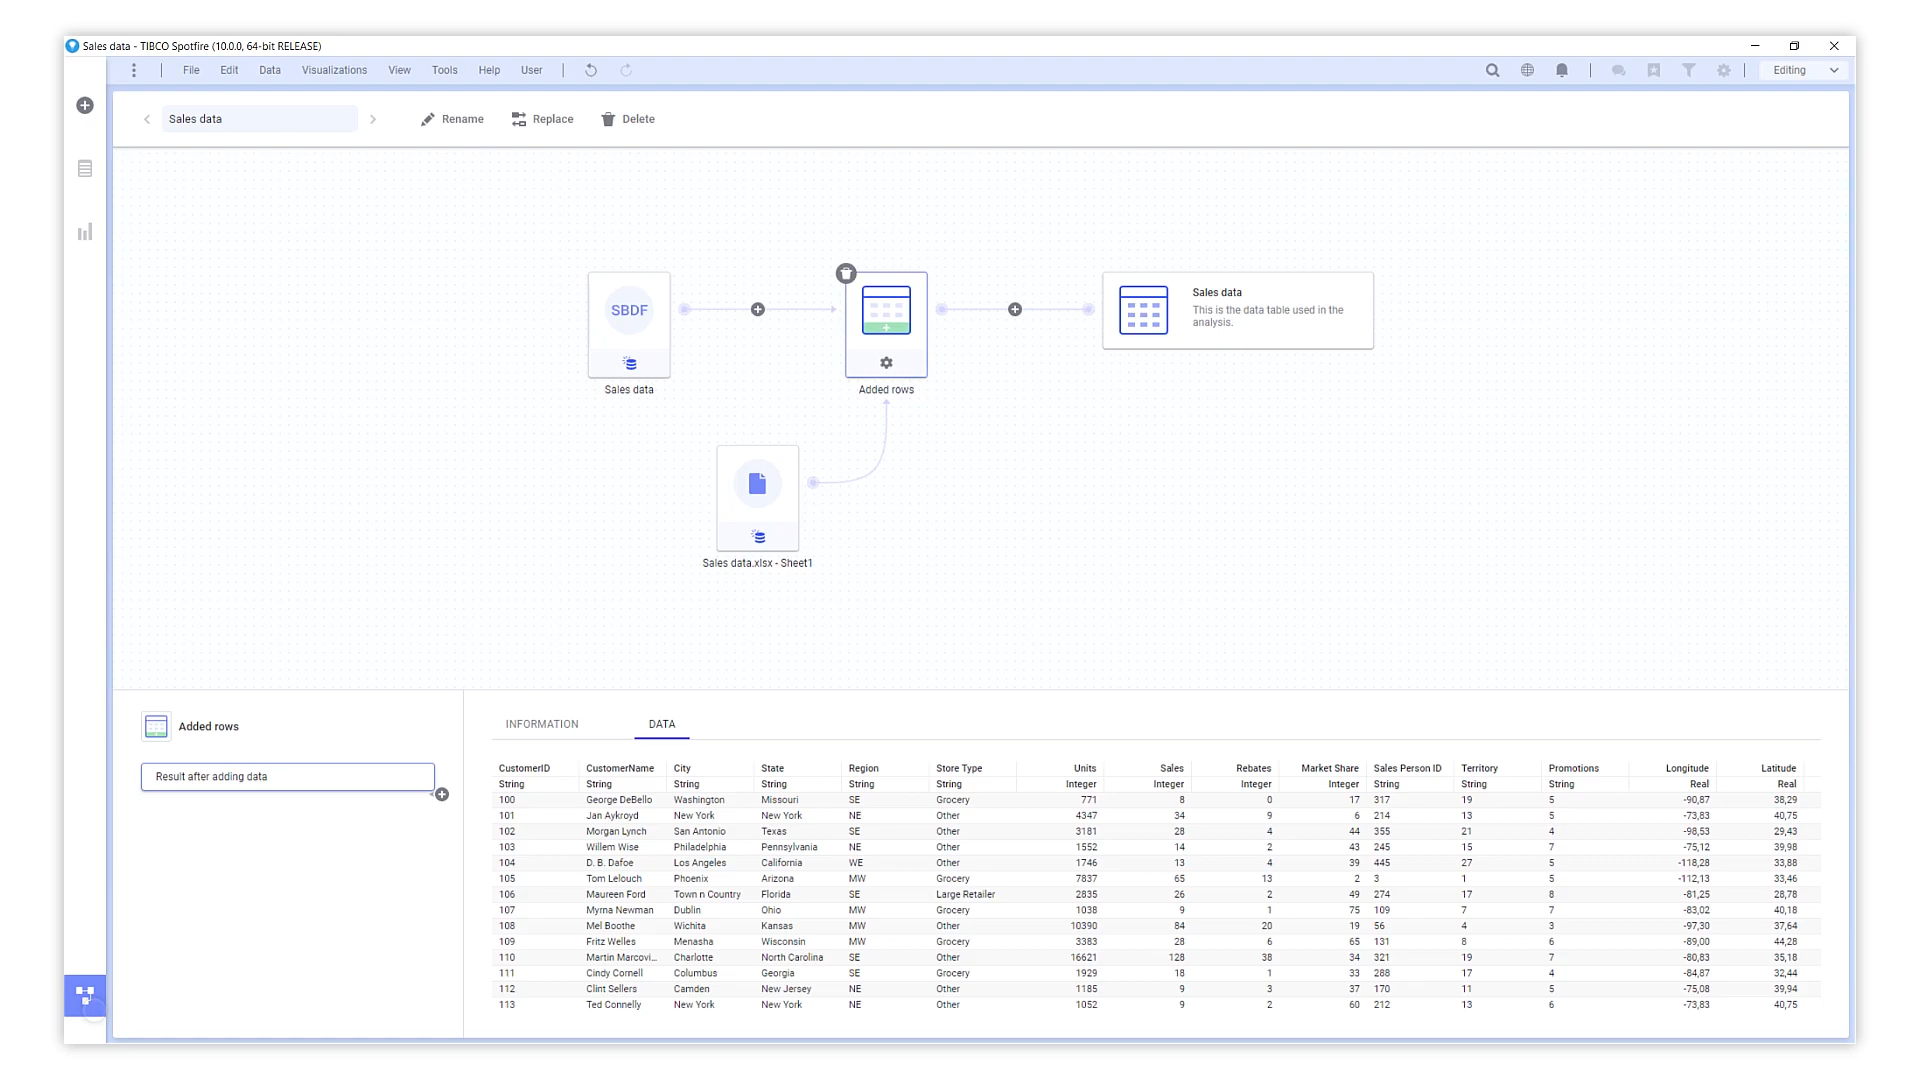 Sales data - TIBCO Spotfire (10.0.0, 64-bit RELEASE)
File Edit Data Visualizations View Tools Help User Editing
Sales data Rename Replace Delete
SBDF
Sales data
Added rows
Sales data
This is the data table used in the
analysis.
Sales data.xlsx - Sheet1
Added rows
Result after adding data
INFORMATION DATA
CustomerID CustomerName City State Region Store Type Units Sales Rebates Market Share Sales Person ID Territory Promotions Longitude Latitude
String String String String String String Integer Integer Integer Integer String String String Real Real
100 George DeBello Washington Missouri SE Grocery 771 8 0 17 317 19 5 -90,87 38,29
101 Jan Aykroyd New York New York NE Other 4347 34 9 6 214 13 5 -73,83 40,75
102 Morgan Lynch San Antonio Texas SE Other 3181 28 4 44 355 21 4 -98,53 29,43
103 Willem Wise Philadelphia Pennsylvania NE Other 1552 14 2 43 245 15 7 -75,12 39,98
104 D. B. Dafoe Los Angeles California WE Other 1746 13 4 39 445 27 5 -118,28 33,88
105 Tom Lelouch Phoenix Arizona MW Grocery 7837 65 13 2 3 1 5 -112,13 33,46
106 Maureen Ford Town n Country Florida SE Large Retailer 2835 26 2 49 274 17 8 -81,25 28,78
107 Myrna Newman Dublin Ohio MW Grocery 1038 9 1 75 109 7 7 -83,02 40,18
108 Mel Boothe Wichita Kansas MW Other 10390 84 20 19 56 4 3 -97,30 37,64
109 Fritz Welles Menasha Wisconsin MW Grocery 3383 28 6 65 131 8 6 -89,00 44,28
110 Martin Marcovi... Charlotte North Carolina SE Other 16621 128 38 34 321 19 7 -80,83 35,18
111 Cindy Cornell Columbus Georgia SE Grocery 1929 18 1 33 288 17 4 -84,87 32,44
112 Clint Sellers Camden New Jersey NE Other 1185 9 3 37 170 11 5 -75,08 39,94
113 Ted Connelly New York New York NE Other 1052 9 2 60 212 13 6 -73,83 40,75